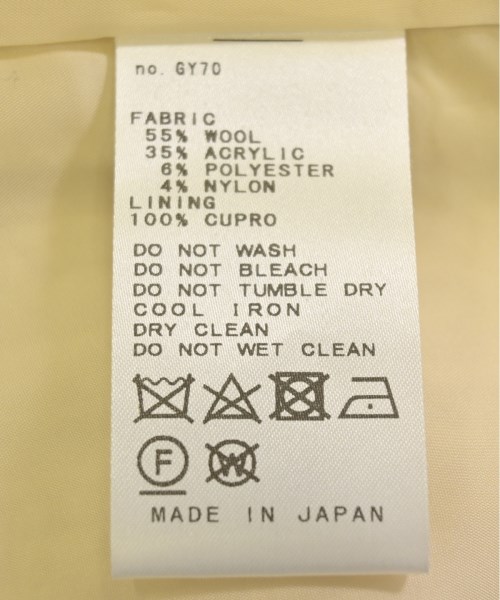 no. GY70
FABRIC
55% WOOL
35% ACRYLIC
6% POLYESTER
4% NYLON
LINING
100% CUPRO
DO NOT WASH
DO NOT BLEACH
DO NOT TUMBLE DRY
COOL IRON
DRY CLEAN
DO NOT WET CLEAN
F W
MADE IN JAPAN